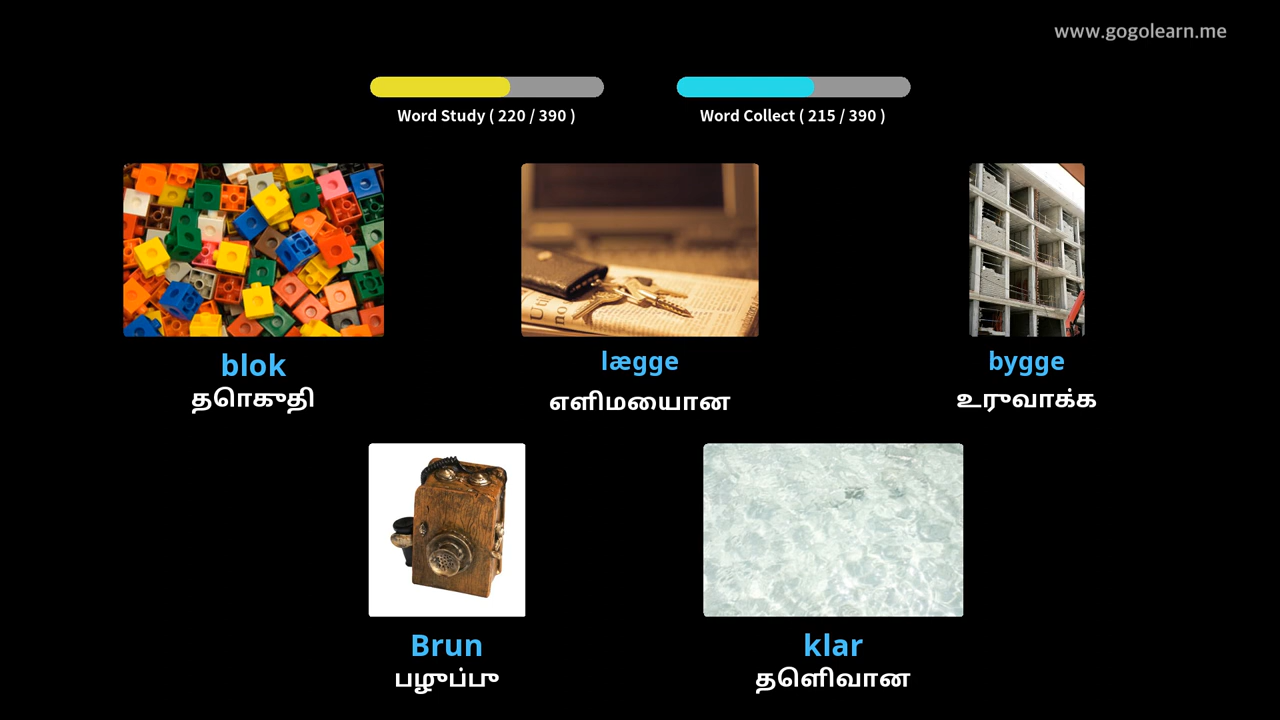 www.gogolearn.me
Word Study ( 220 / 390 )
Word Collect ( 215 / 390 )
blok
தொகுதி
lægge
எளிமையான
bygge
உருவாக்க
Brun
பழுப்பு
klar
தெளிவான